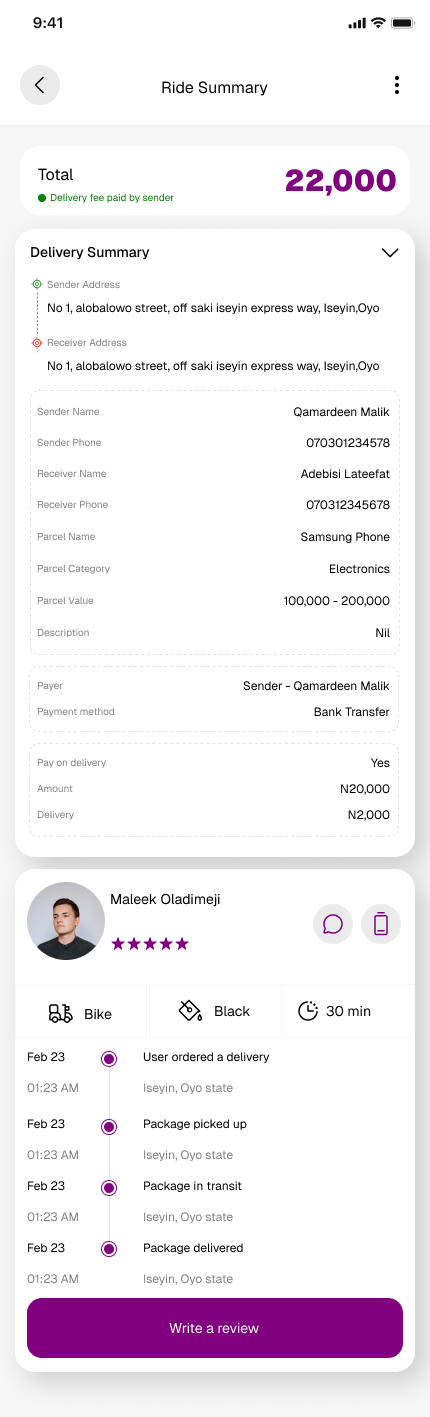 9:41
Ride Summary
Total
22,000
Delivery fee paid by sender
Delivery Summary
Sender Address
No 1, alobalowo street, off saki iseyin express way, Iseyin,Oyo
Receiver Address
No 1, alobalowo street, off saki iseyin express way, Iseyin,Oyo
Sender Name Qamardeen Malik
Sender Phone 070301234578
Receiver Name Adebisi Lateefat
Receiver Phone 070312345678
Parcel Name Samsung Phone
Parcel Category Electronics
Parcel Value 100,000 - 200,000
Description Nil
Payer Sender - Qamardeen Malik
Payment method Bank Transfer
Pay on delivery Yes
Amount N20,000
Delivery N2,000
Maleek Oladimeji
Bike Black 30 min
Feb 23 User ordered a delivery
01:23 AM Iseyin, Oyo state
Feb 23 Package picked up
01:23 AM Iseyin, Oyo state
Feb 23 Package in transit
01:23 AM Iseyin, Oyo state
Feb 23 Package delivered
01:23 AM Iseyin, Oyo state
Write a review